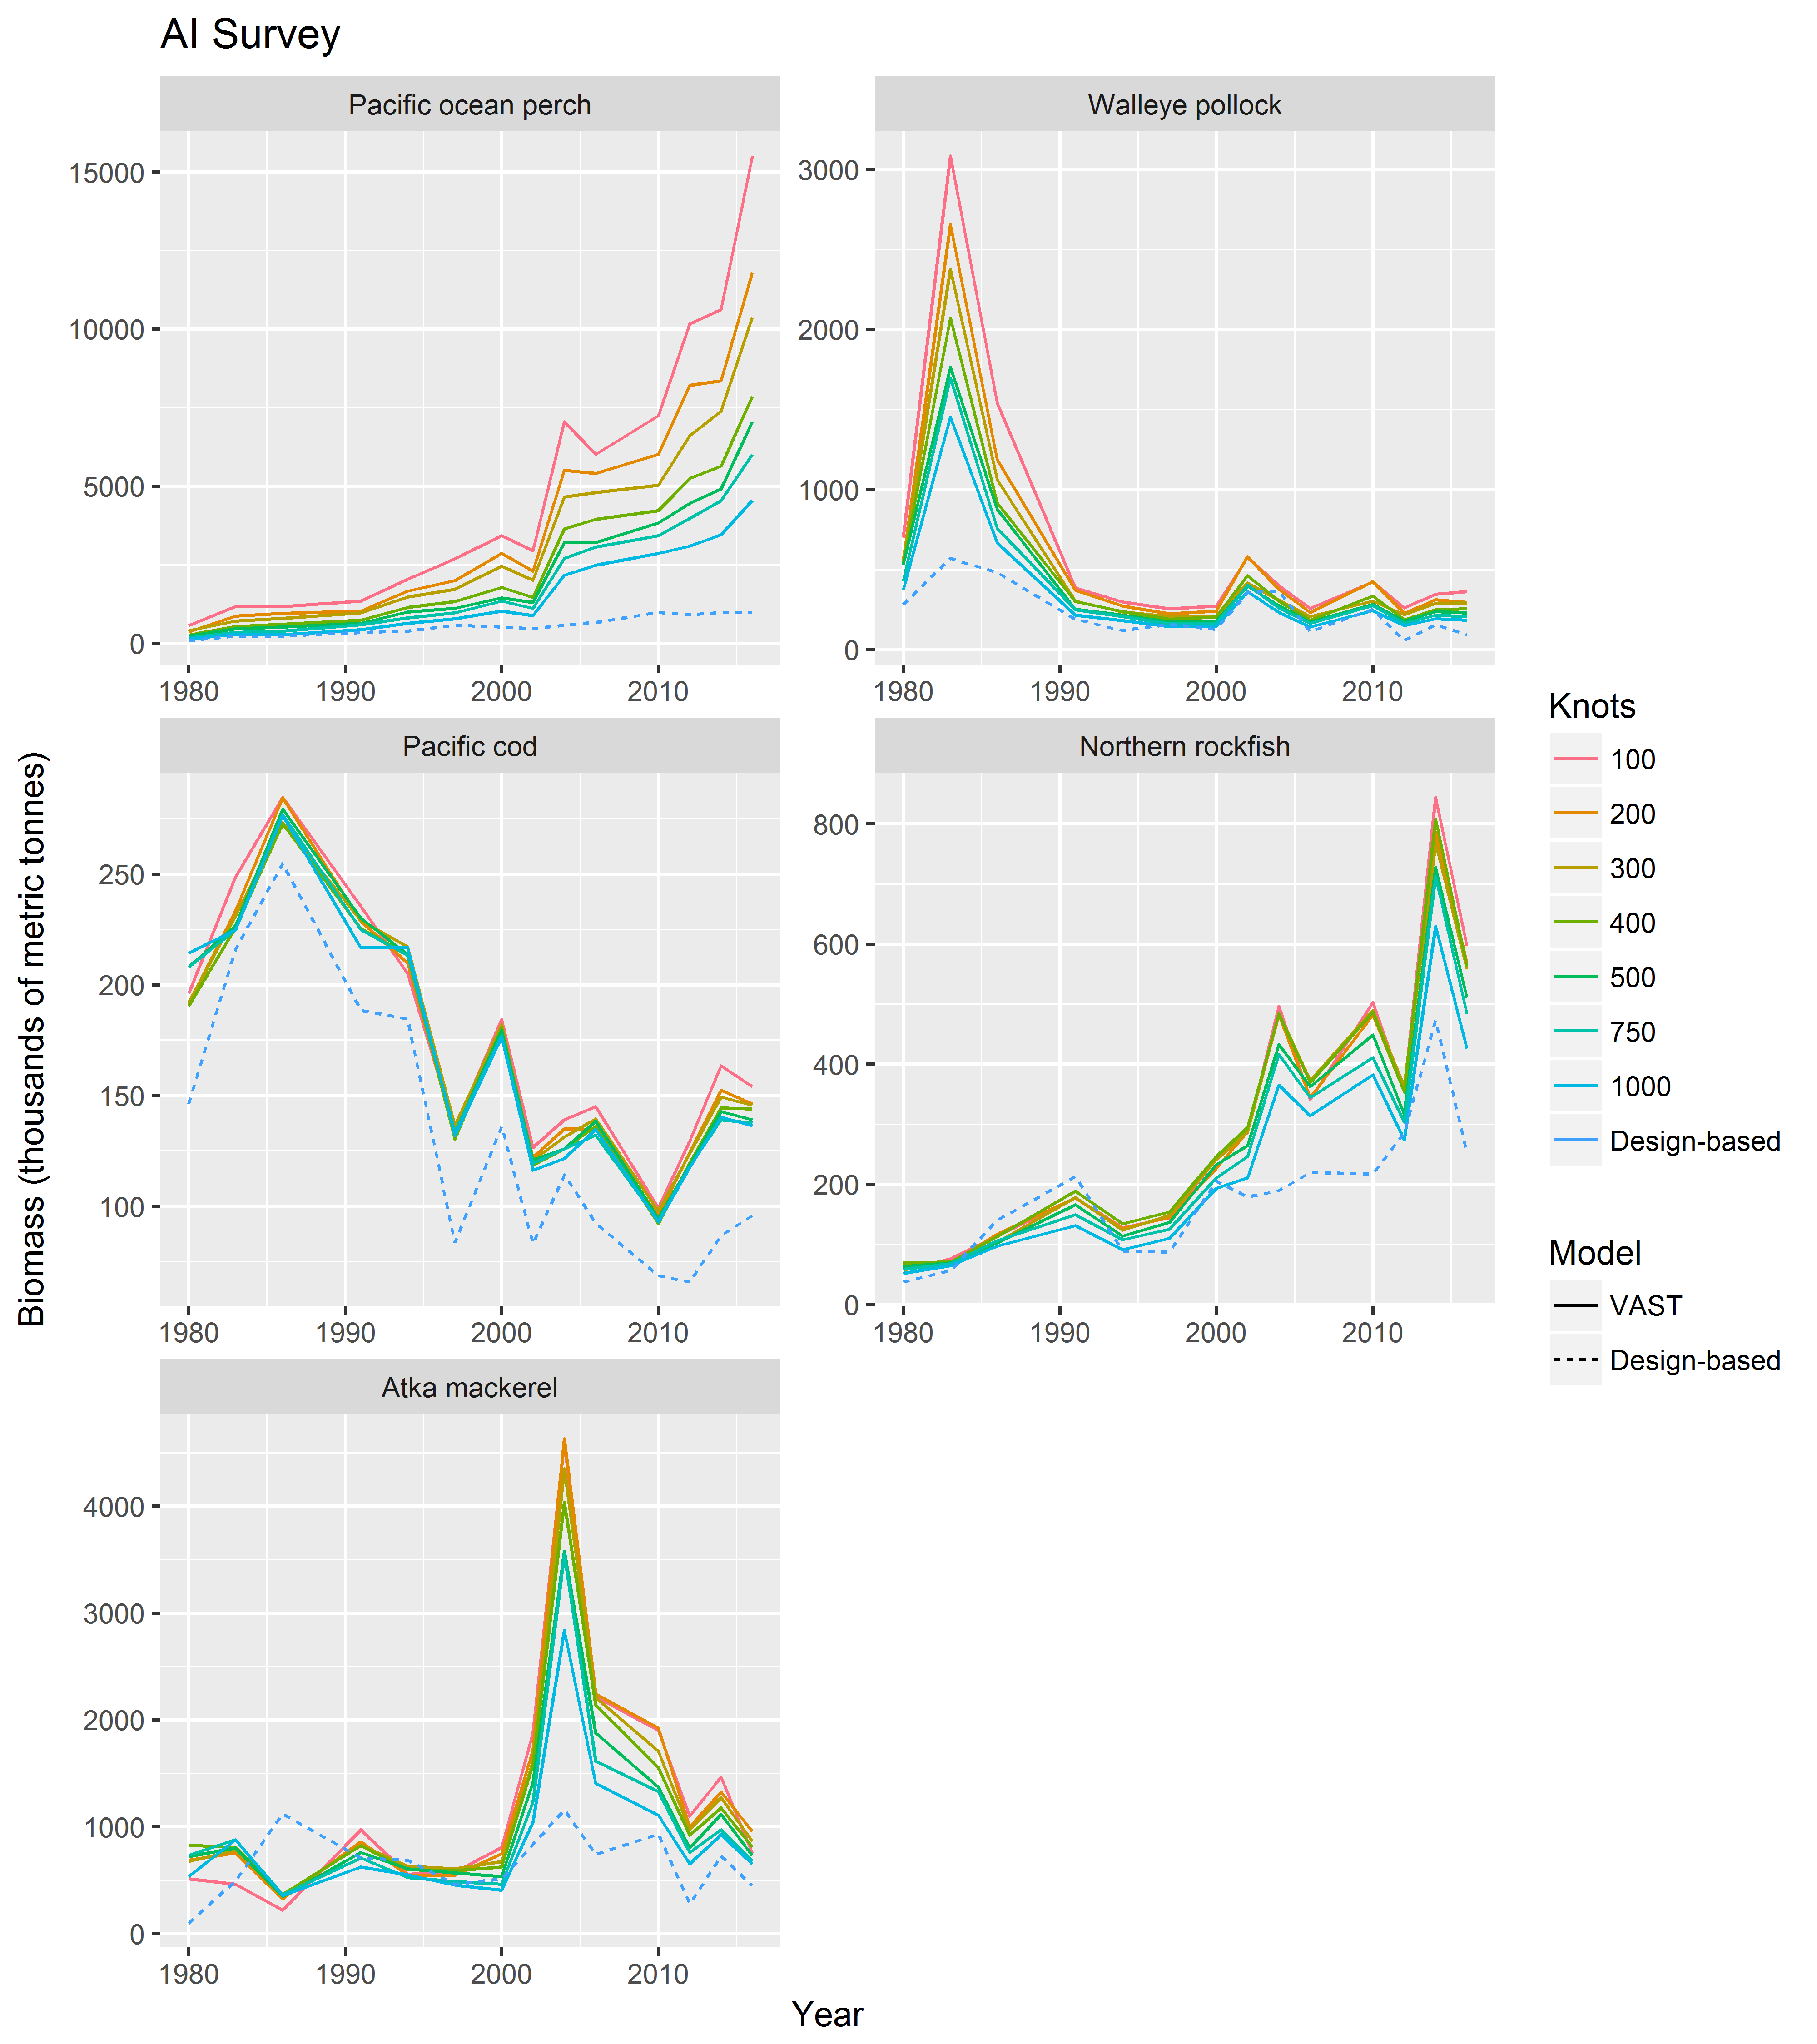 AI Survey
Pacific ocean perch
Walleye pollock
15000
10000
5000
0
3000
2000
1000
0
1980 1990 2000 2010
1980 1990 2000 2010
Pacific cod
Northern rockfish
250
200
150
100
800
600
400
200
0
1980 1990 2000 2010
1980 1990 2000 2010
Atka mackerel
4000
3000
2000
1000
0
1980 1990 2000 2010
Year
Biomass (thousands of metric tonnes)
Knots
100
200
300
400
500
750
1000
Design-based
Model
VAST
Design-based